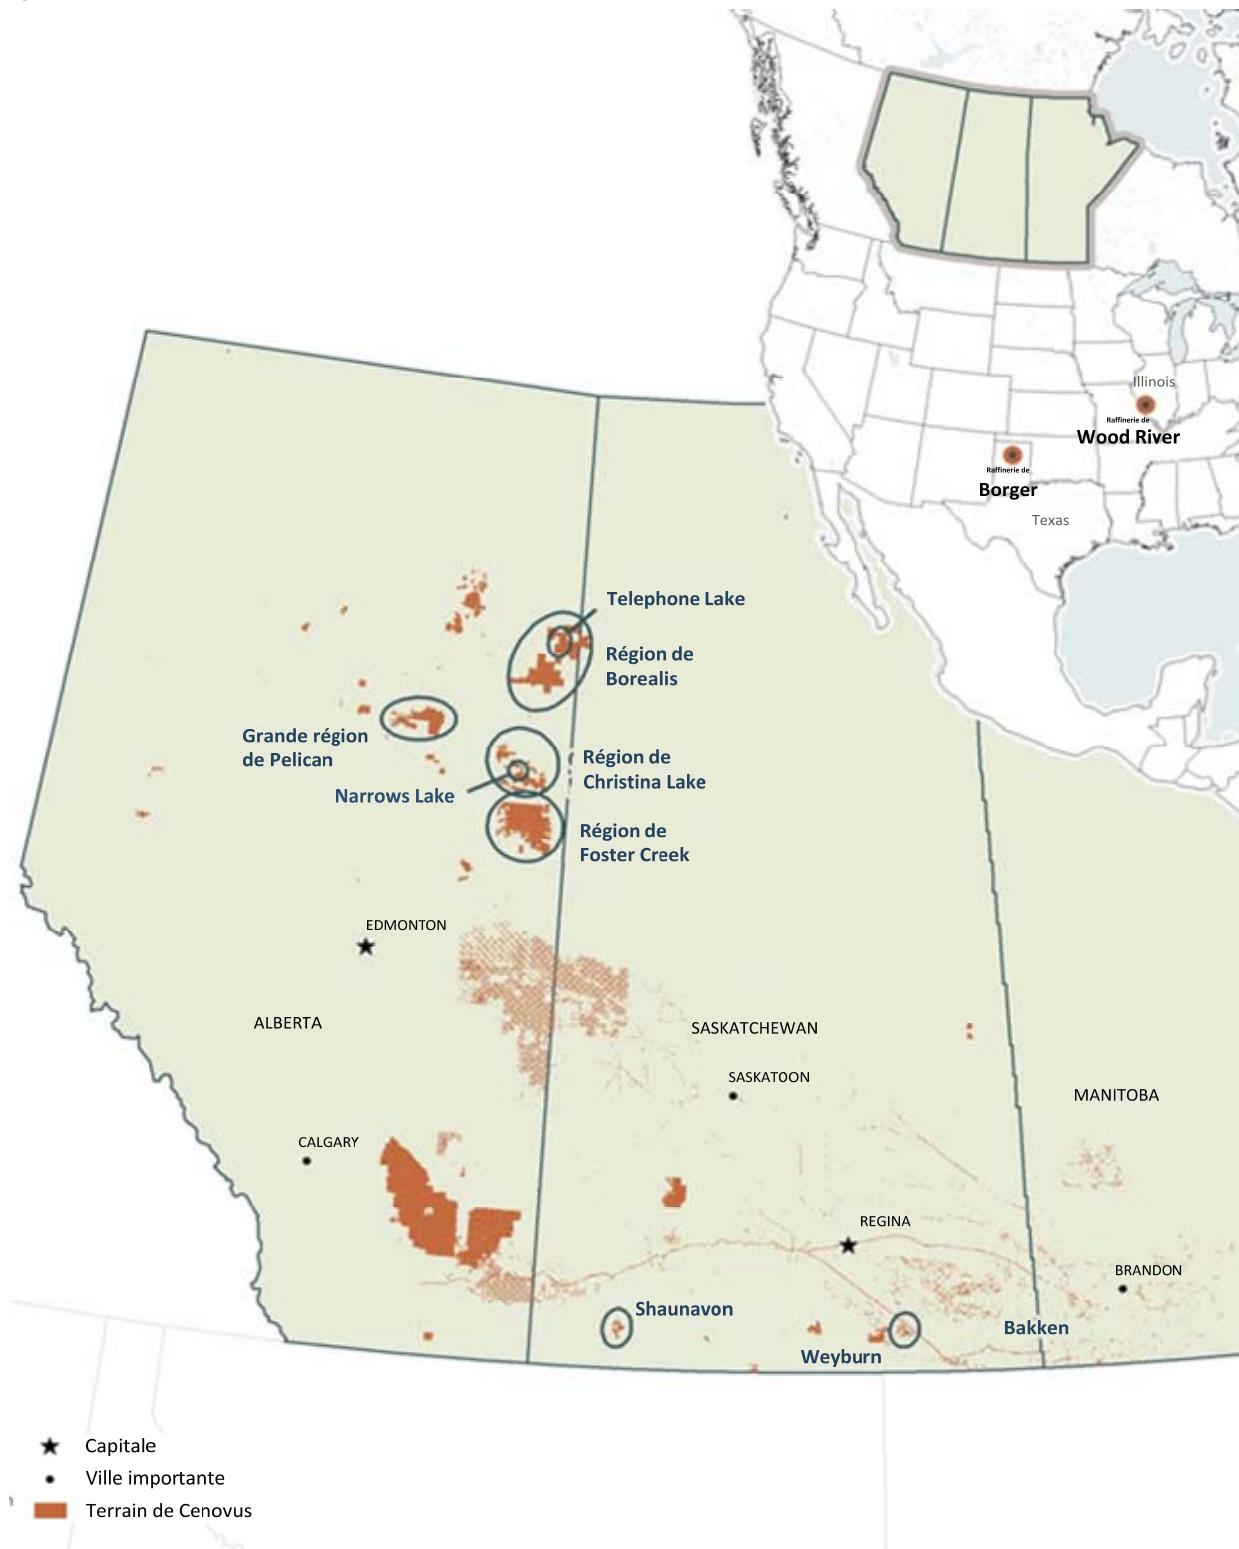 Illinois
Raffinerie de
Wood River
Raffinerie de
Borger
Texas
Telephone Lake
Région de
Borealis
Grande région
de Pelican
Région de
Christina Lake
Narrows Lake
Région de
Foster Creek
EDMONTON
ALBERTA
SASKATCHEWAN
SASKATOON
MANITOBA
CALGARY
REGINA
BRANDON
Shaunavon
Bakken
Weyburn
Capitale
Ville importante
Terrain de Cenovus